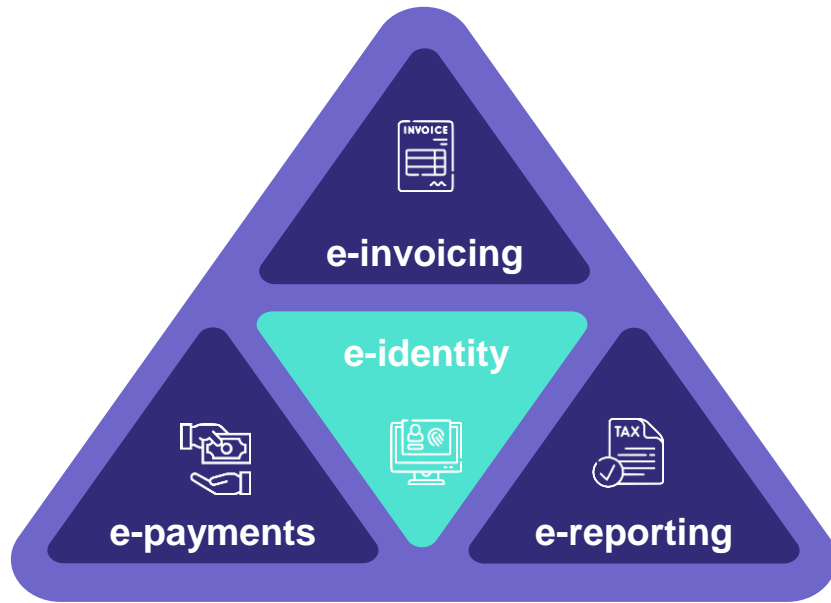 INVOICE
e-invoicing
e-identity
TAX
e-payments
e-reporting